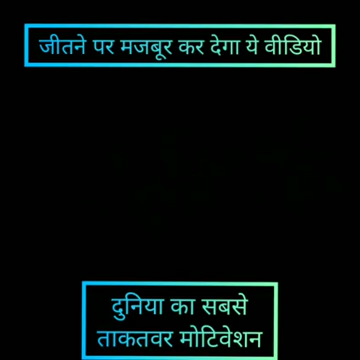 जीतने पर मजबूर कर देगा ये वीडियो
दुनिया का सबसे
ताकतवर मोटिवेशन